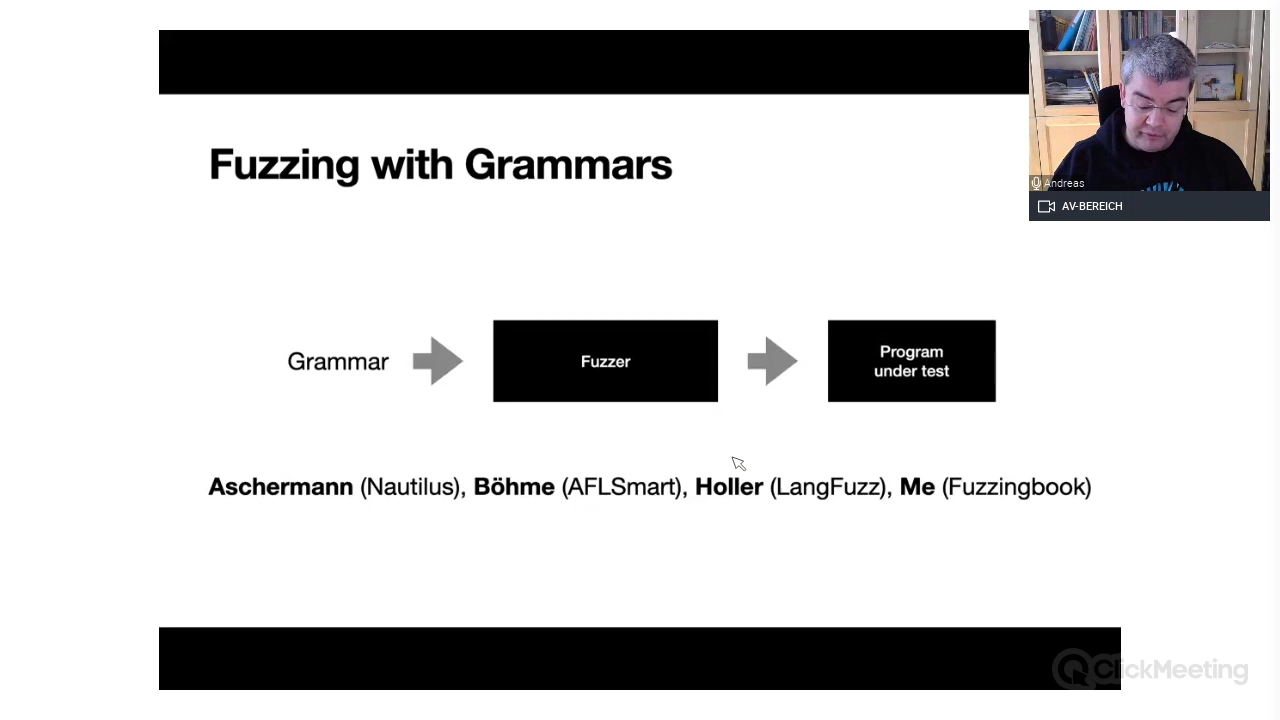 Fuzzing with Grammars
Andreas
AV-BEREICH
Grammar
Fuzzer
Program
under test
Aschermann (Nautilus), Böhme (AFLSmart), Holler (LangFuzz), Me (Fuzzingbook)
ClickMeeting